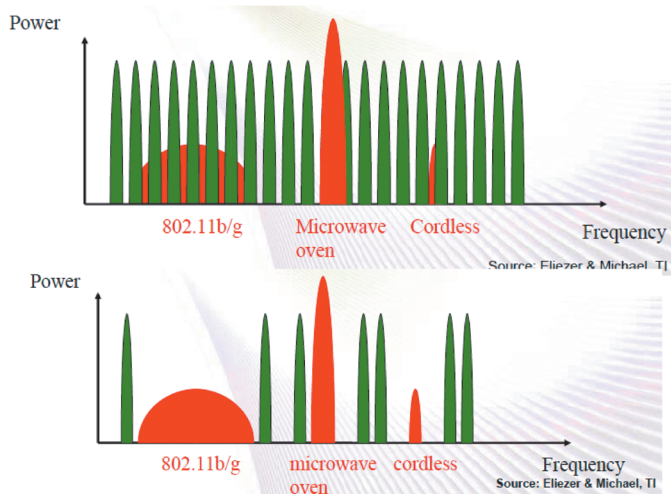 Power
802.11b/g Microwave Cordless
oven
Frequency
Source: Eliezer & Michael, TI
Power
802.11b/g microwave cordless Frequency
oven
Source: Eliezer & Michael, TI